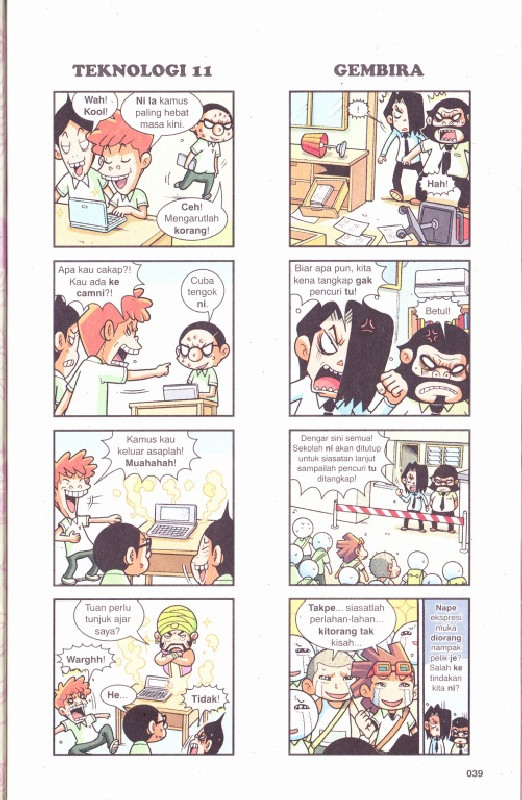 TEKNOLOGI 11
Wah!
Kool!
Ni la kamus
paling hebat
masa kini.
Ceh!
Mengarutlah
korang!
Apa kau cakap?!
Kau ada ke
camni?!
Cuba
tengok
ni.
Kamus kau
keluar asaplah!
Muahahah!
Tuan perlu
tunjuk ajar
saya?
Warghh!
He...
Tidak!
GEMBIRA
!
Hah!
Biar apa pun, kita
kena tangkap gak
pencuri tu!
Betul!
Dengar sini semua!
Sekolah ni akan ditutup
untuk siasatan lanjut
sampailah pencuri tu
ditangkap!
Takpe... siasatlah
perlahan-lahan...
kitorang tak
kisah...
Nape
ekspresi
muka
diorang
nampak
pelik je?
Salah ke
tindakan
kita ni?
039